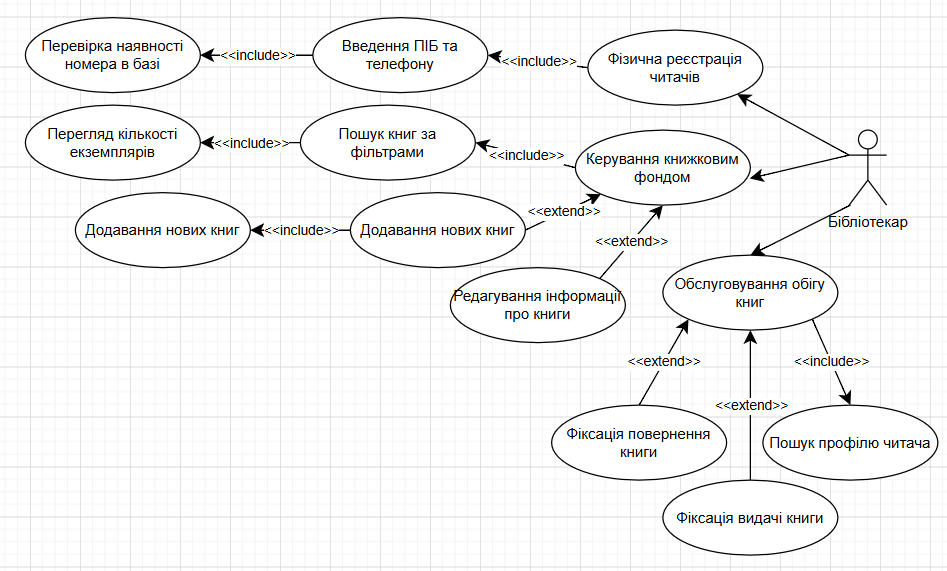 Перевірка наявності
номера в базі
<<include>>
Введення ПІБ та
телефону
<<include>>
Фізична реєстрація
читачів
Перегляд кількості
екземплярів
<<include>>
Пошук книг за
фільтрами
<<include>>
Керування книжковим
фондом
Бібліотекар
Додавання нових книг
<<include>>
Додавання нових книг
<<extend>>
<<extend>>
Редагування інформації
про книги
Обслуговування обігу
книг
<<extend>>
<<include>>
<<extend>>
Фіксація повернення
книги
Пошук профілю читача
Фіксація видачі книги